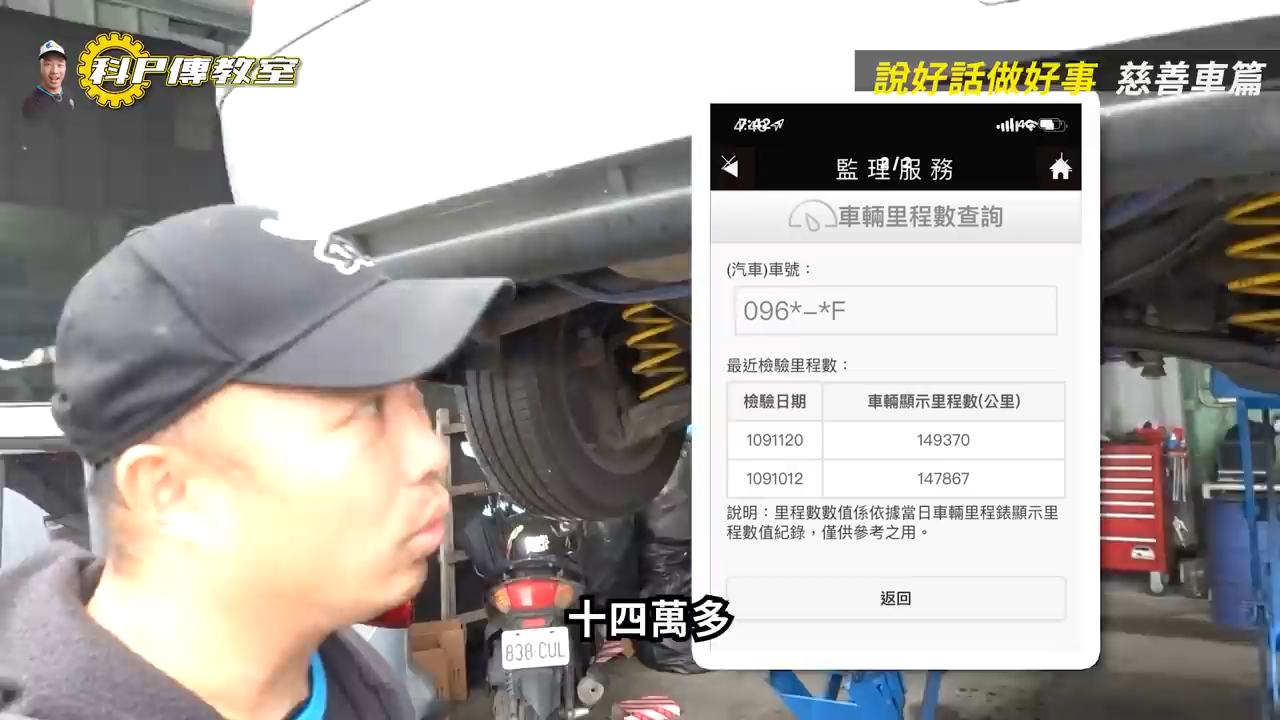 科尸傳教室
說好話做好事 慈善車篇
7:42
4G
監理服務
車輛里程數查詢
(汽車)車號：
096*-*F
最近檢驗里程數：
檢驗日期 車輛顯示里程數(公里)
1091120 149370
1091012 147867
說明：里程數數值係依據當日車輛里程錶顯示里
程數值紀錄，僅供參考之用。
返回
十四萬多
838 CUL